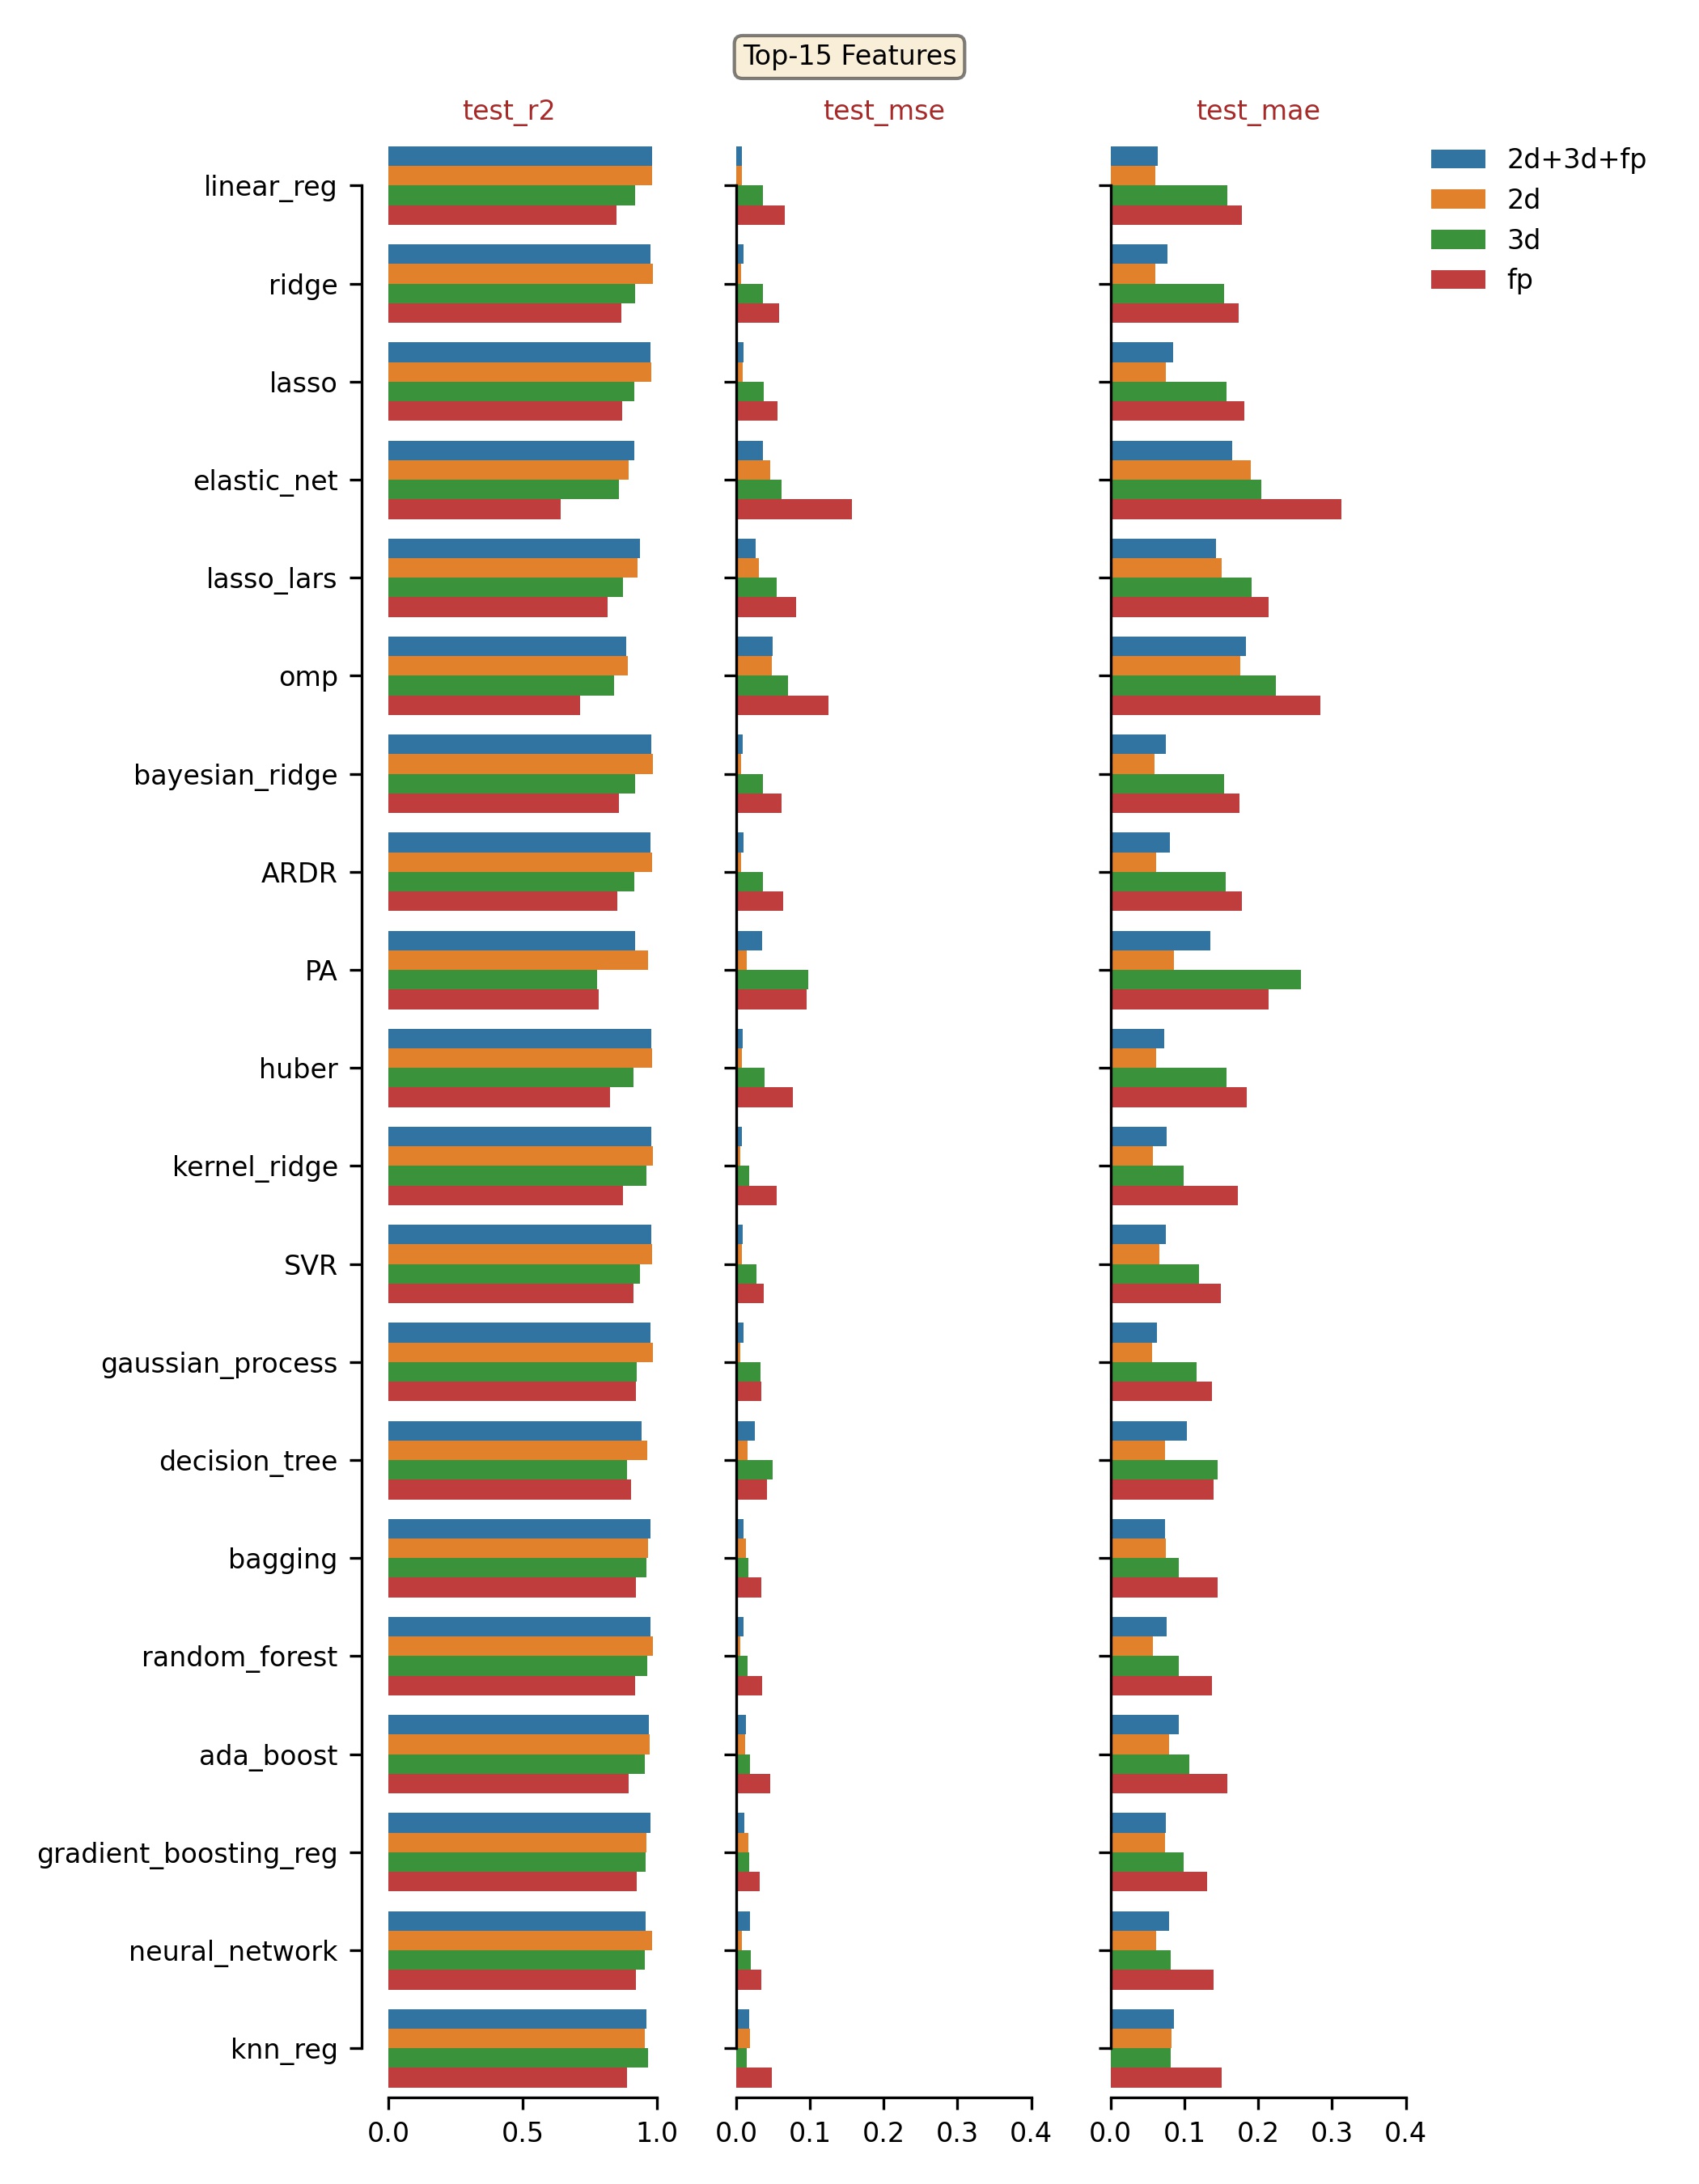 Top-15 Features
test_r2 test_mse test_mae
2d+3d+fp
2d
3d
fp
linear_reg
ridge
lasso
elastic_net
lasso_lars
omp
bayesian_ridge
ARDR
PA
huber
kernel_ridge
SVR
gaussian_process
decision_tree
bagging
random_forest
ada_boost
gradient_boosting_reg
neural_network
knn_reg
0.0 0.5 1.0 0.0 0.1 0.2 0.3 0.4 0.0 0.1 0.2 0.3 0.4